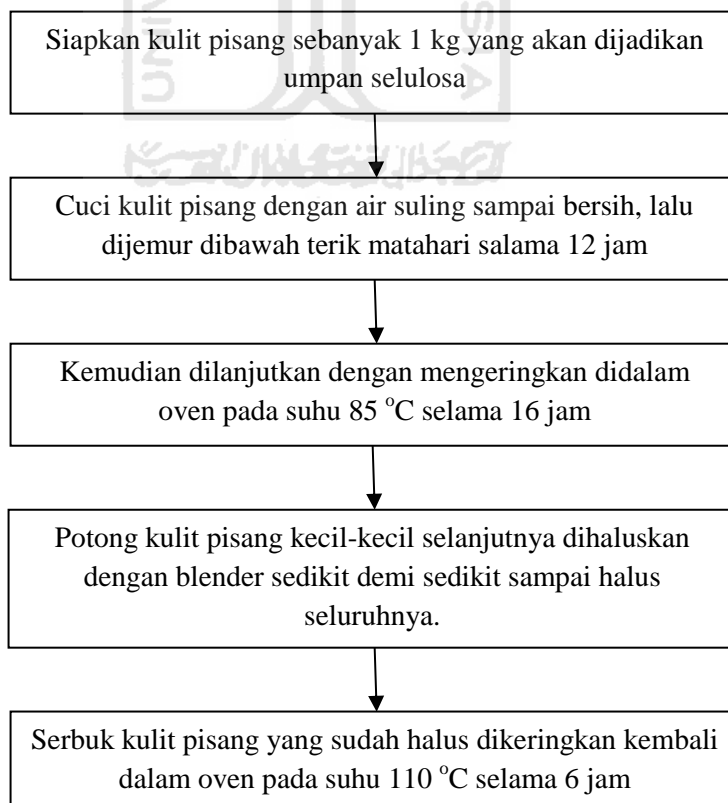 Siapkan kulit pisang sebanyak 1 kg yang akan dijadikan
umpan selulosa
Cuci kulit pisang dengan air suling sampai bersih, lalu
dijemur dibawah terik matahari salama 12 jam
Kemudian dilanjutkan dengan mengeringkan didalam
oven pada suhu 85 °C selama 16 jam
Potong kulit pisang kecil-kecil selanjutnya dihaluskan
dengan blender sedikit demi sedikit sampai halus
seluruhnya.
Serbuk kulit pisang yang sudah halus dikeringkan kembali
dalam oven pada suhu 110 °C selama 6 jam